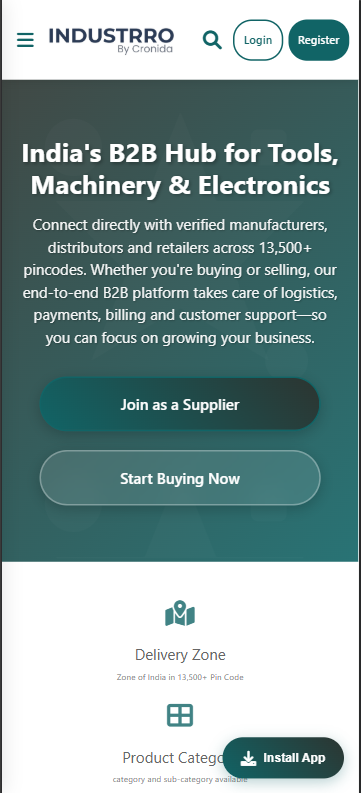 INDUSTRRO
By Cronida
Login
Register
India's B2B Hub for Tools,
Machinery & Electronics
Connect directly with verified manufacturers,
distributors and retailers across 13,500+
pincodes. Whether you're buying or selling, our
end-to-end B2B platform takes care of logistics,
payments, billing and customer support—so
you can focus on growing your business.
Join as a Supplier
Start Buying Now
Delivery Zone
Zone of India in 13,500+ Pin Code
Product Catego
category and sub-category available
Install App